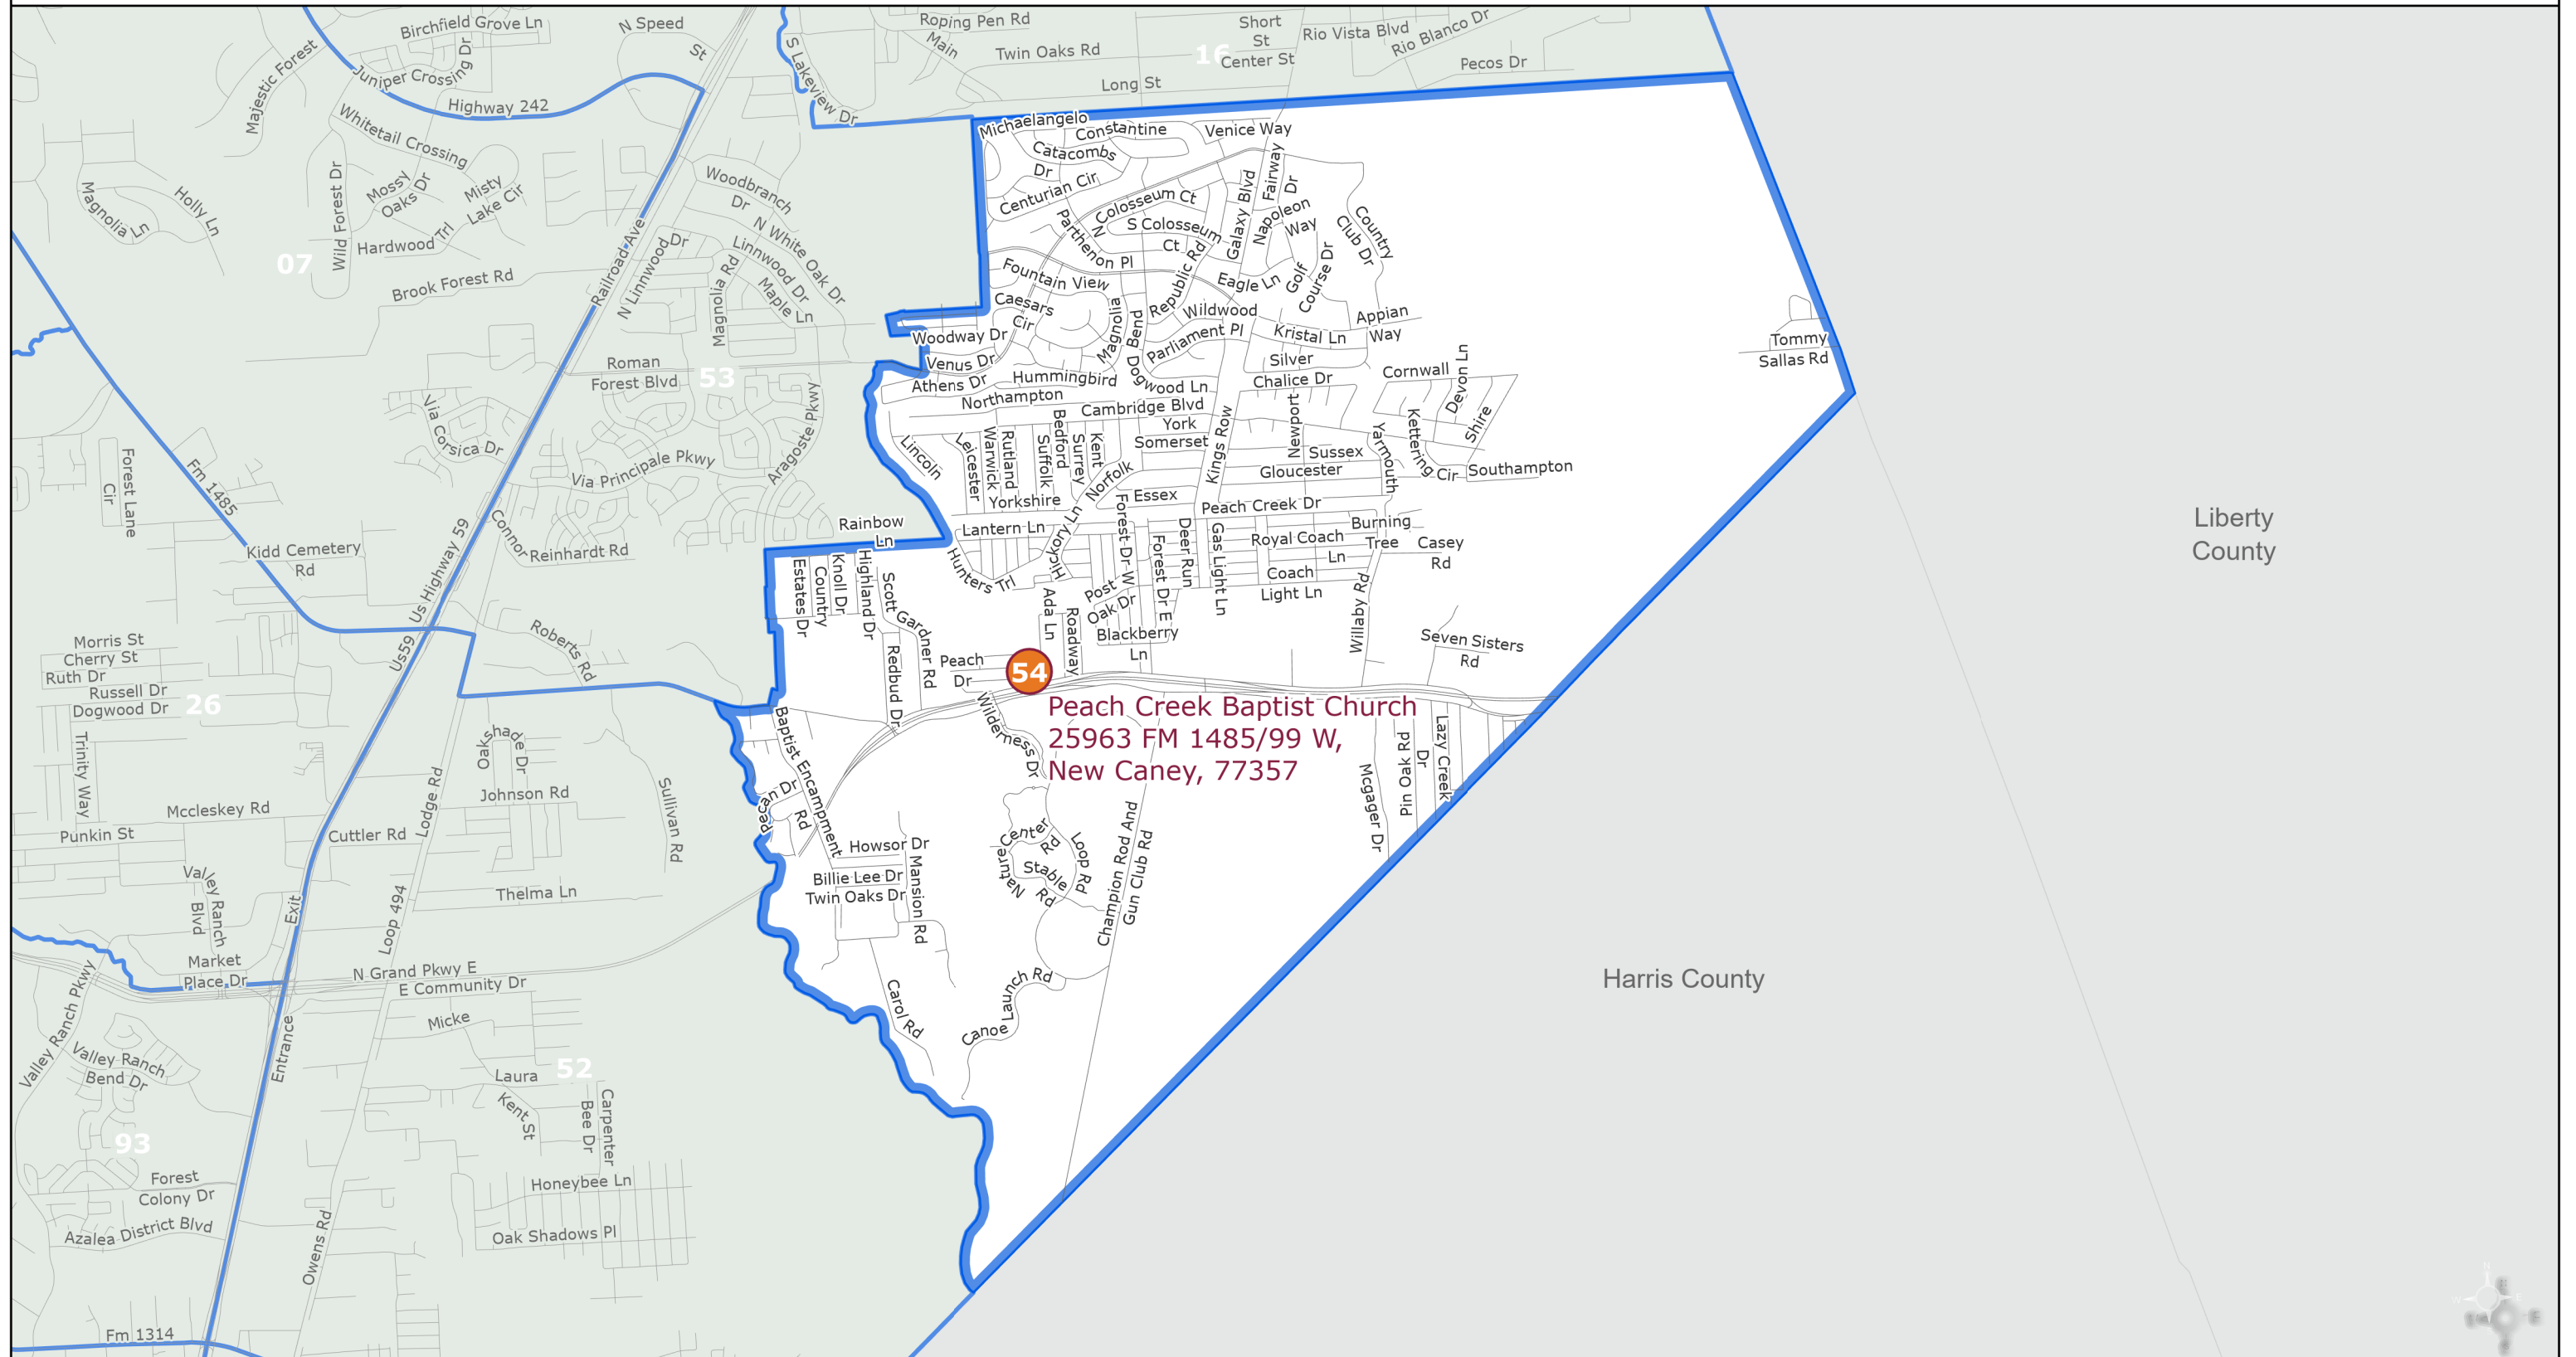 Birchfield Grove Ln
N Speed
St
Roping Pen Rd
Main
Twin Oaks Rd
Short
St
16
Center St
Rio Vista Blvd
Rio Blanco Dr
Pecos Dr
Long St
Majestic Forest
Juniper Crossing Dr
Highway 242
S Lakeview Dr
Whitetail Crossing
Magnolia Ln
Holly Ln
Wild Forest Dr
Mossy
Oaks Dr
Misty
Lake Cir
Hardwood Trl
07
Brook Forest Rd
Railroad Ave
N Linnwood Dr
Woodbranch
Dr
N White Oak Dr
Linnwood Dr
Maple Ln
Magnolia Rd
Michaelangelo
Constantine
Venice Way
Catacombs
Dr
Centurian Cir
N Colosseum Ct
S Colosseum
Ct
Parthenon Pl
Galaxy Blvd
Fairway
Dr
Napoleon
Way
Country
Club Dr
Golf
Course Dr
Eagle Ln
Republic Rd
Fountain View
Caesars
Cir
Magnolia
Dogwood Bend
Wildwood
Parliament Pl
Kristal Ln
Appian
Way
Woodway Dr
Venus Dr
Athens Dr
Hummingbird
Dogwood Ln
Silver
Chalice Dr
Cornwall
Devon Ln
Shire
Tommy
Sallas Rd
Roman
Forest Blvd
53
Aragoste Pkwy
Via Corsica Dr
Via Principale Pkwy
Northampton
Cambridge Blvd
York
Somerset
Kings Row
Newport
Sussex
Gloucester
Yarmouth
Kettering
Cir
Southampton
Lincoln
Leicester
Warwick
Rutland
Suffolk
Bedford
Surrey
Kent
Norfolk
Yorkshire
Essex
Peach Creek Dr
Forest Lane
Cir
Fm 1485
Kidd Cemetery
Rd
Us Highway 59
Connor
Reinhardt Rd
Rainbow
Ln
Lantern Ln
Hunters Trl
Hickory Ln
Forest Dr W
Forest Dr E
Deer Run
Gas Light Ln
Royal Coach
Ln
Coach
Light Ln
Burning
Tree
Casey
Rd
Liberty
County
Estates Dr
Country
Knoll Dr
Highland Dr
Scott
Gardner Rd
Redbud Dr
Ada Ln
Roadway
Post
Oak Dr
Blackberry
Ln
Willaby Rd
Seven Sisters
Rd
Us59
Roberts Rd
Morris St
Cherry St
Ruth Dr
Russell Dr
Dogwood Dr
26
Trinity Way
Peach
Dr
54
Peach Creek Baptist Church
25963 FM 1485/99 W,
New Caney, 77357
Wilderness Dr
Baptist Encampment
Rd
Pecan Dr
Mcgager Dr
Pin Oak Rd
Dr
Lazy Creek
Oakshade Dr
Johnson Rd
Sullivan Rd
Lodge Rd
Mccleskey Rd
Punkin St
Cuttler Rd
Howsor Dr
Billie Lee Dr
Twin Oaks Dr
Mansion Rd
Nature Center
Rd
Stable
Rd
Loop Rd
Champion Rod And
Gun Club Rd
Valley Ranch
Blvd
Exit
Loop 494
Thelma Ln
Market
Place Dr
N Grand Pkwy E
E Community Dr
Carol Rd
Canoe Launch Rd
Harris County
Valley Ranch Pkwy
Valley Ranch
Bend Dr
Entrance
Micke
Laura
52
Kent St
Bee Dr
Carpenter
93
Forest
Colony Dr
Azalea District Blvd
Honeybee Ln
Oak Shadows Pl
Owens Rd
Fm 1314